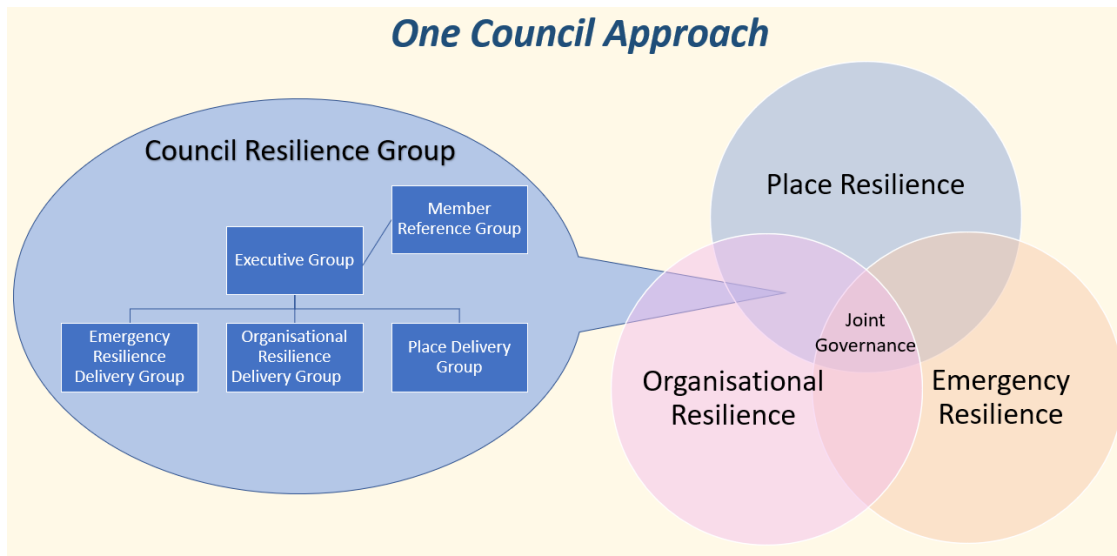 One Council Approach
Council Resilience Group
Member
Reference Group
Executive Group
Emergency
Resilience
Delivery Group
Organisational
Resilience
Delivery Group
Place Delivery
Group
Place Resilience
Joint
Governance
Organisational
Resilience
Emergency
Resilience